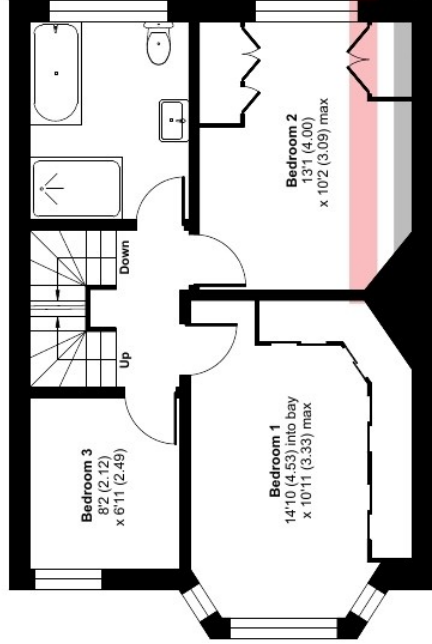 Down
Up
Bedroom 2
13'1 (4.00)
x 10'2 (3.09) max
Bedroom 3
8'2 (2.12)
x 6'11 (2.49)
Bedroom 1
14'10 (4.53) into bay
x 10'11 (3.33) max